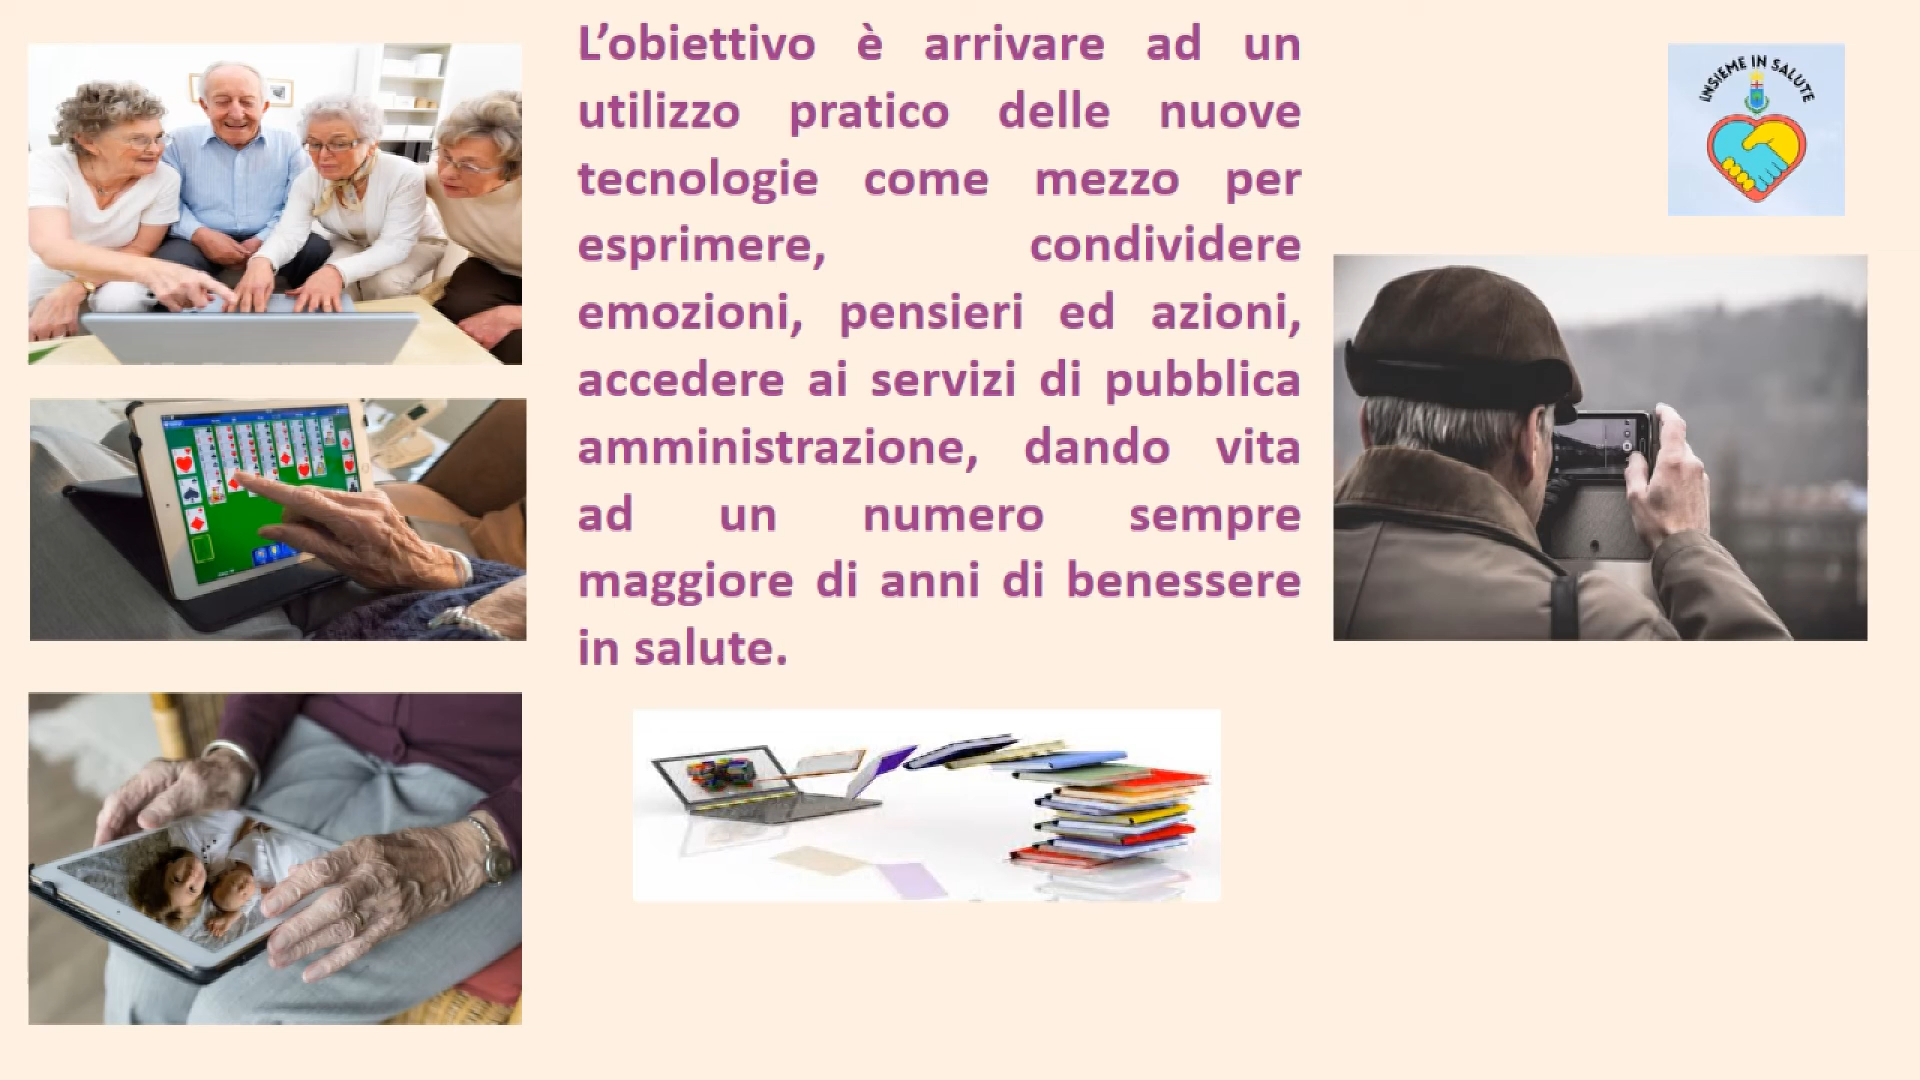 L’obiettivo è arrivare ad un
utilizzo pratico delle nuove
tecnologie come mezzo per
esprimere, condividere
emozioni, pensieri ed azioni,
accedere ai servizi di pubblica
amministrazione, dando vita
ad un numero sempre
maggiore di anni di benessere
in salute.
INSIEME IN SALUTE